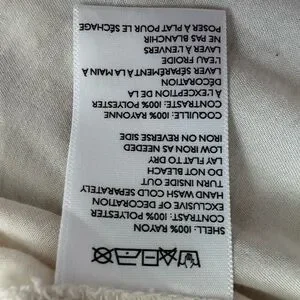 SHELL: 100% RAYON
CONTRAST: 100% POLYESTER
EXCLUSIVE OF DECORATION
HAND WASH COLD SEPARATELY
TURN INSIDE OUT
DO NOT BLEACH
LAY FLAT TO DRY
LOW IRON AS NEEDED
IRON ON REVERSE SIDE
COQUILLE: 100% RAYONNE
CONTRASTE: 100% POLYESTER
À L'EXCEPTION DE LA
DÉCORATION
LAVER SÉPARÉMENT À LA MAIN À
L'EAU FROIDE
LAVER À L'ENVERS
NE PAS BLANCHIR
POSER À PLAT POUR LE SÉCHAGE